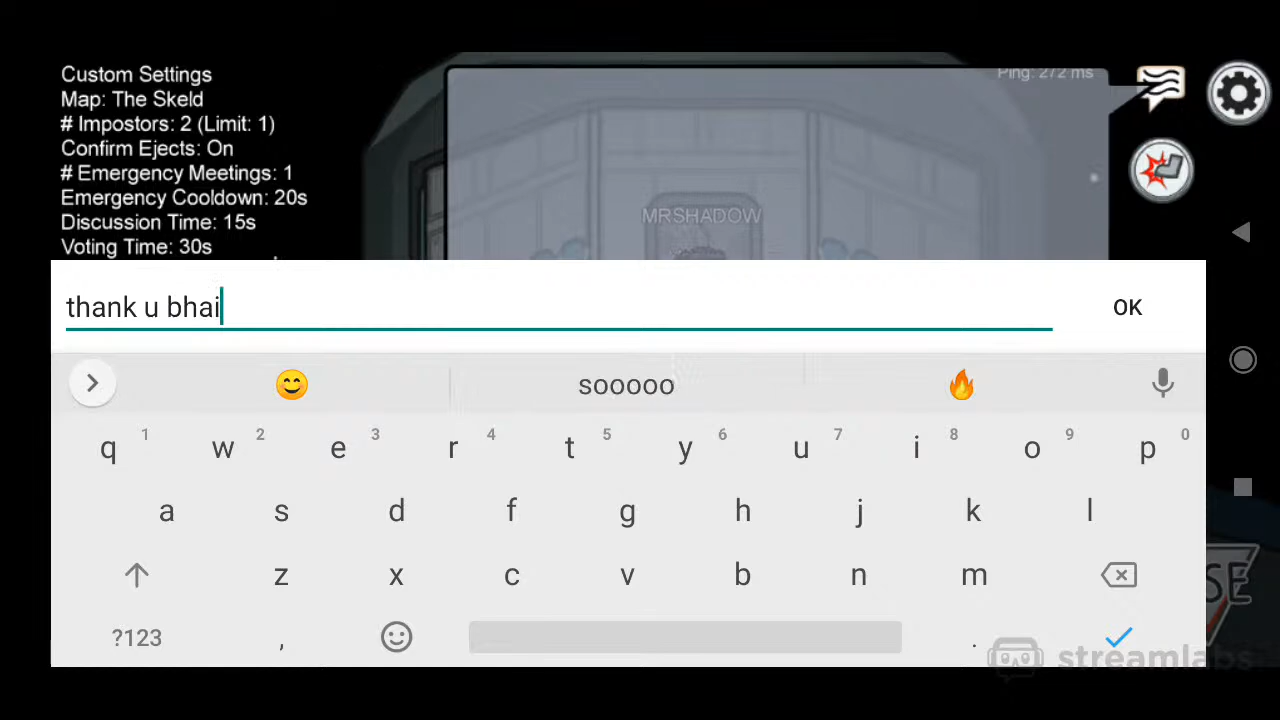 Ping: 272 ms
Custom Settings
Map: The Skeld
# Impostors: 2 (Limit: 1)
Confirm Ejects: On
# Emergency Meetings: 1
Emergency Cooldown: 20s
Discussion Time: 15s
Voting Time: 30s
MRSHADOW
thank u bhai
OK
sooooo
q 1 w 2 e 3 r 4 t 5 y 6 u 7 i 8 o 9 p 0
a s d f g h j k l
z x c v b n m
?123 , .
SE
streamlabs